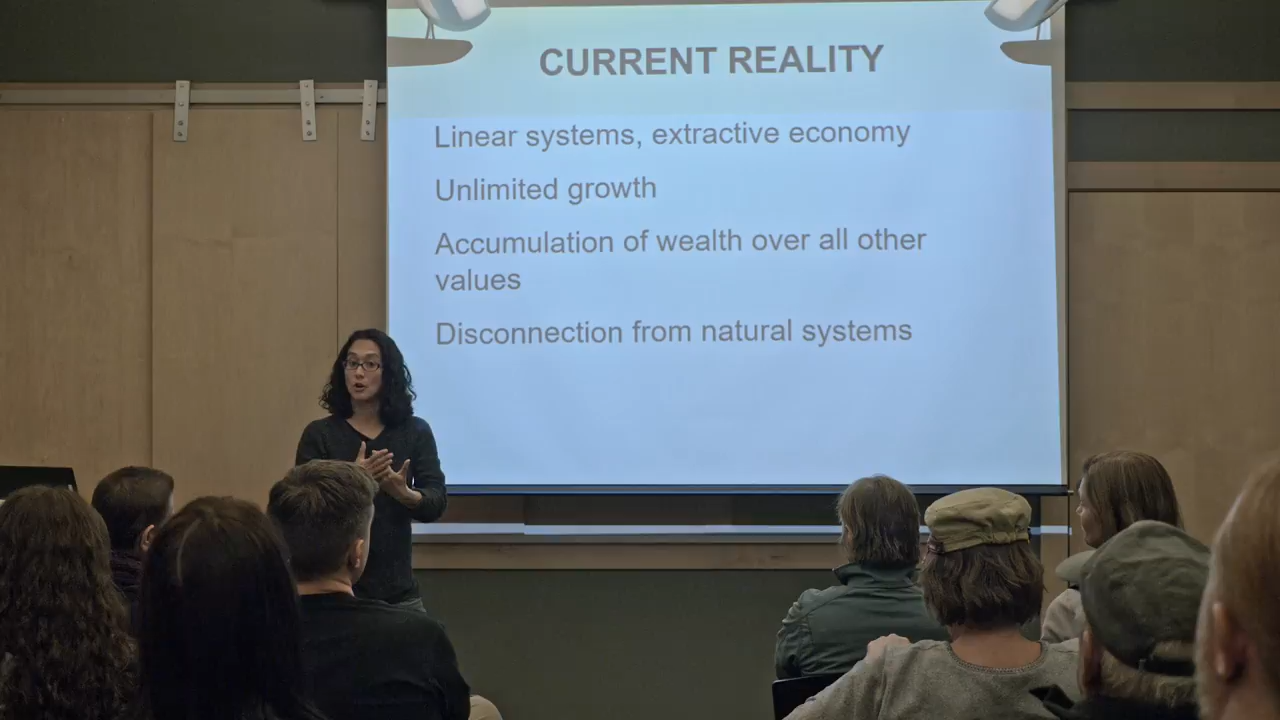 CURRENT REALITY
Linear systems, extractive economy
Unlimited growth
Accumulation of wealth over all other
values
Disconnection from natural systems